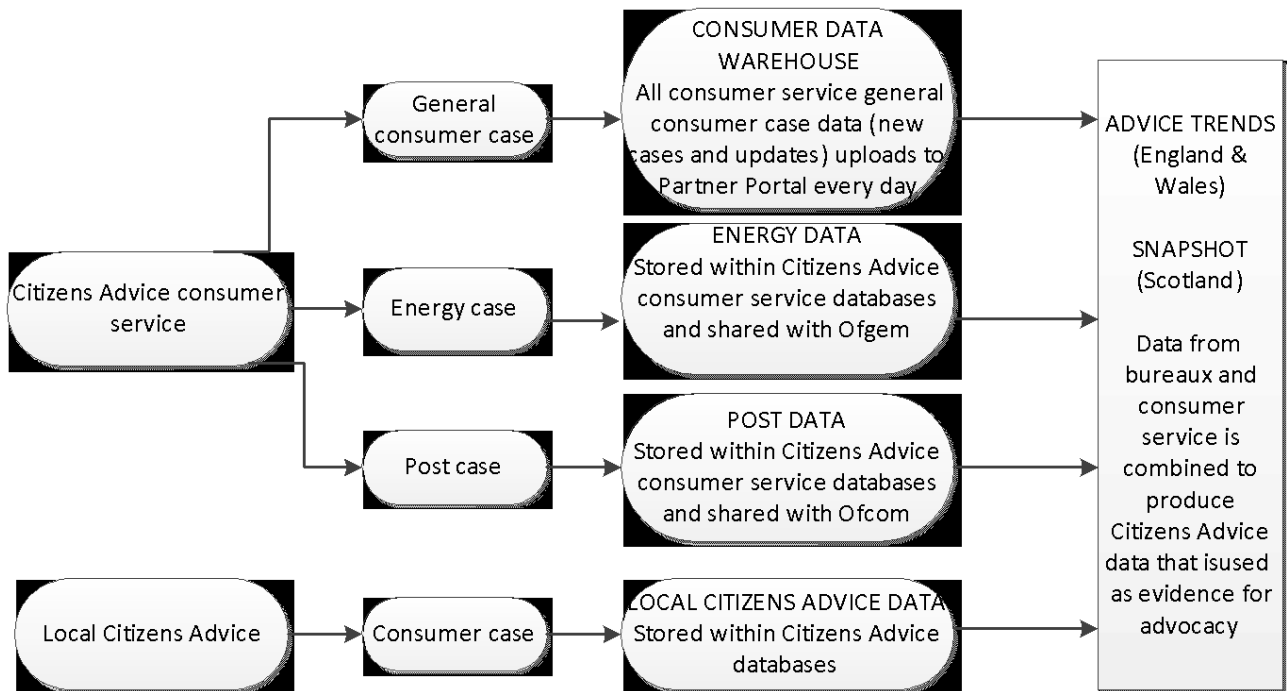 Citizens Advice consumer
service
General
consumer case
CONSUMER DATA
WAREHOUSE
All consumer service general
consumer case data (new
cases and updates) uploads to
Partner Portal every day
Energy case
ENERGY DATA
Stored within Citizens Advice
consumer service databases
and shared with Ofgem
Post case
POST DATA
Stored within Citizens Advice
consumer service databases
and shared with Ofcom
Local Citizens Advice
Consumer case
LOCAL CITIZENS ADVICE DATA
Stored within Citizens Advice
databases
ADVICE TRENDS
(England &
Wales)
SNAPSHOT
(Scotland)
Data from
bureaux and
consumer
service is
combined to
produce
Citizens Advice
data that isused
as evidence for
advocacy